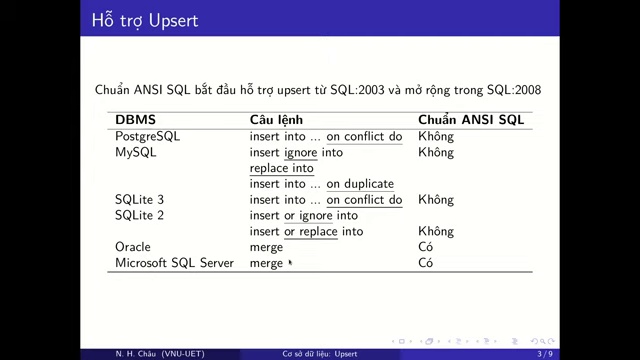 Hỗ trợ Upsert
Chuẩn ANSI SQL bắt đầu hỗ trợ upsert từ SQL:2003 và mở rộng trong SQL:2008
DBMS Câu lệnh Chuẩn ANSI SQL
PostgreSQL insert into ... on conflict do Không
MySQL insert ignore into Không
replace into
insert into ... on duplicate
SQLite 3 insert into ... on conflict do Không
SQLite 2 insert or ignore into
insert or replace into Không
Oracle merge Có
Microsoft SQL Server merge Có
N. H. Châu (VNU-UET) Cơ sở dữ liệu: Upsert 3 / 9